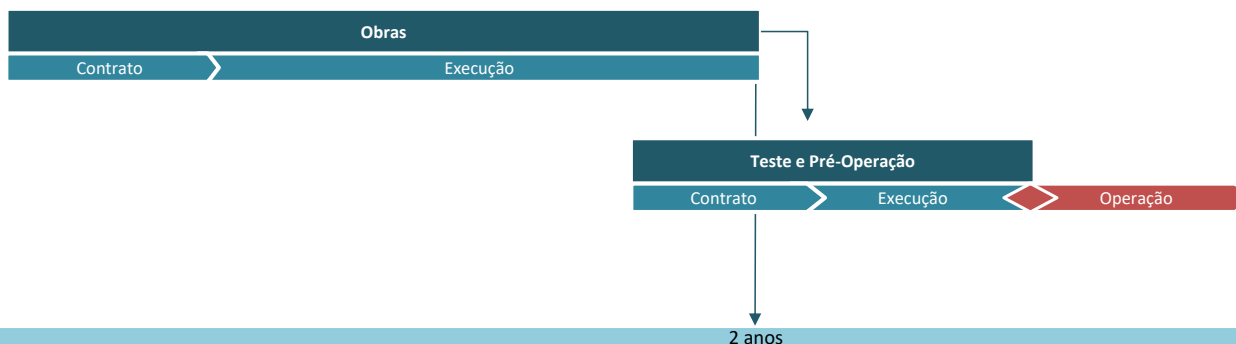 Obras
Contrato
Execução
Teste e Pré-Operação
Contrato
Execução
Operação
2 anos